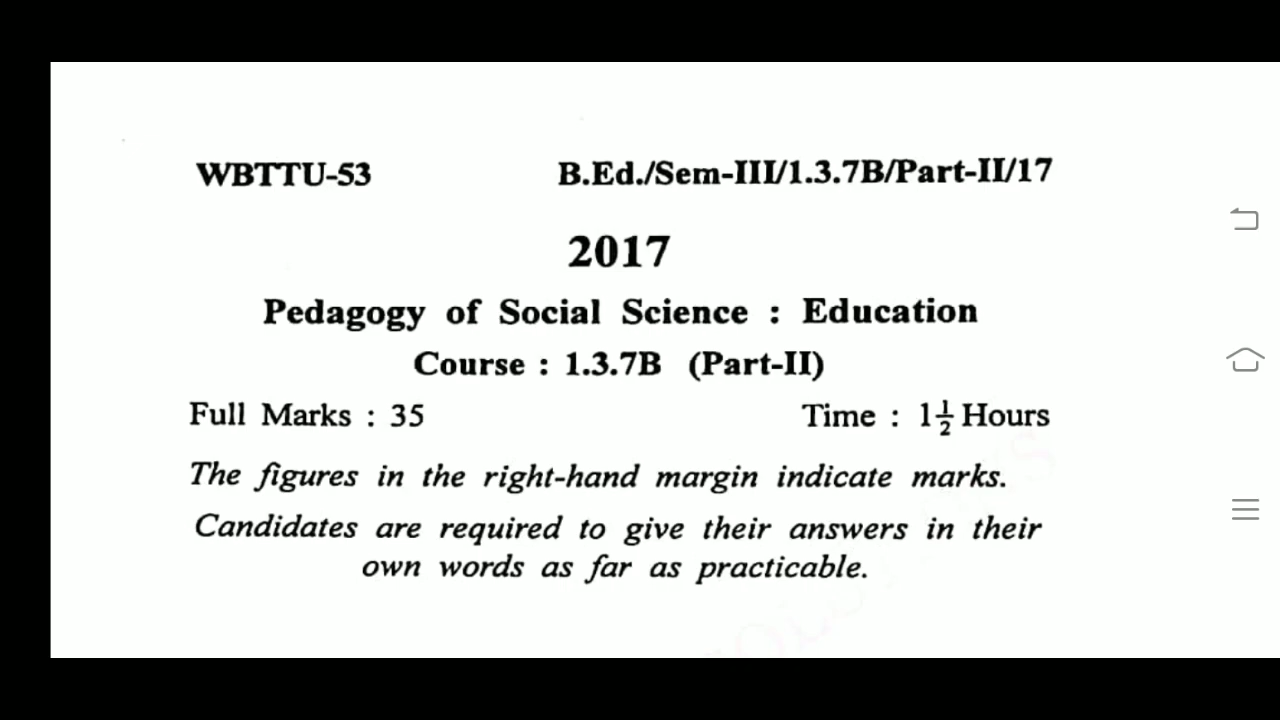 WBTTU-53 B.Ed./Sem-III/1.3.7B/Part-II/17
2017
Pedagogy of Social Science : Education
Course : 1.3.7B (Part-II)
Full Marks : 35 Time : 1½ Hours
The figures in the right-hand margin indicate marks.
Candidates are required to give their answers in their
own words as far as practicable.